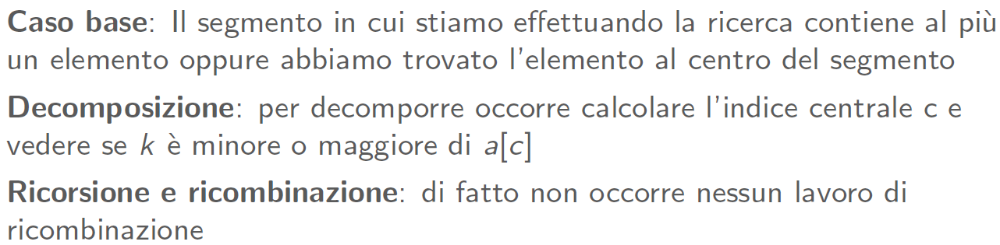 Caso base: Il segmento in cui stiamo effettuando la ricerca contiene al più
un elemento oppure abbiamo trovato l'elemento al centro del segmento
Decomposizione: per decomporre occorre calcolare l'indice centrale c e
vedere se k è minore o maggiore di a[c]
Ricorsione e ricombinazione: di fatto non occorre nessun lavoro di
ricombinazione